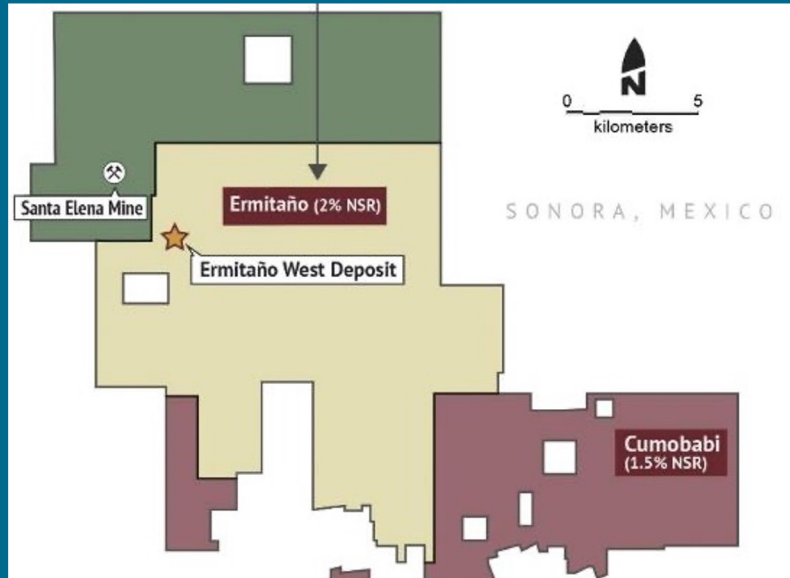 N
0 5
kilometers
Santa Elena Mine
Ermitaño (2% NSR)
SONORA, MEXICO
Ermitaño West Deposit
Cumobabi
(1.5% NSR)